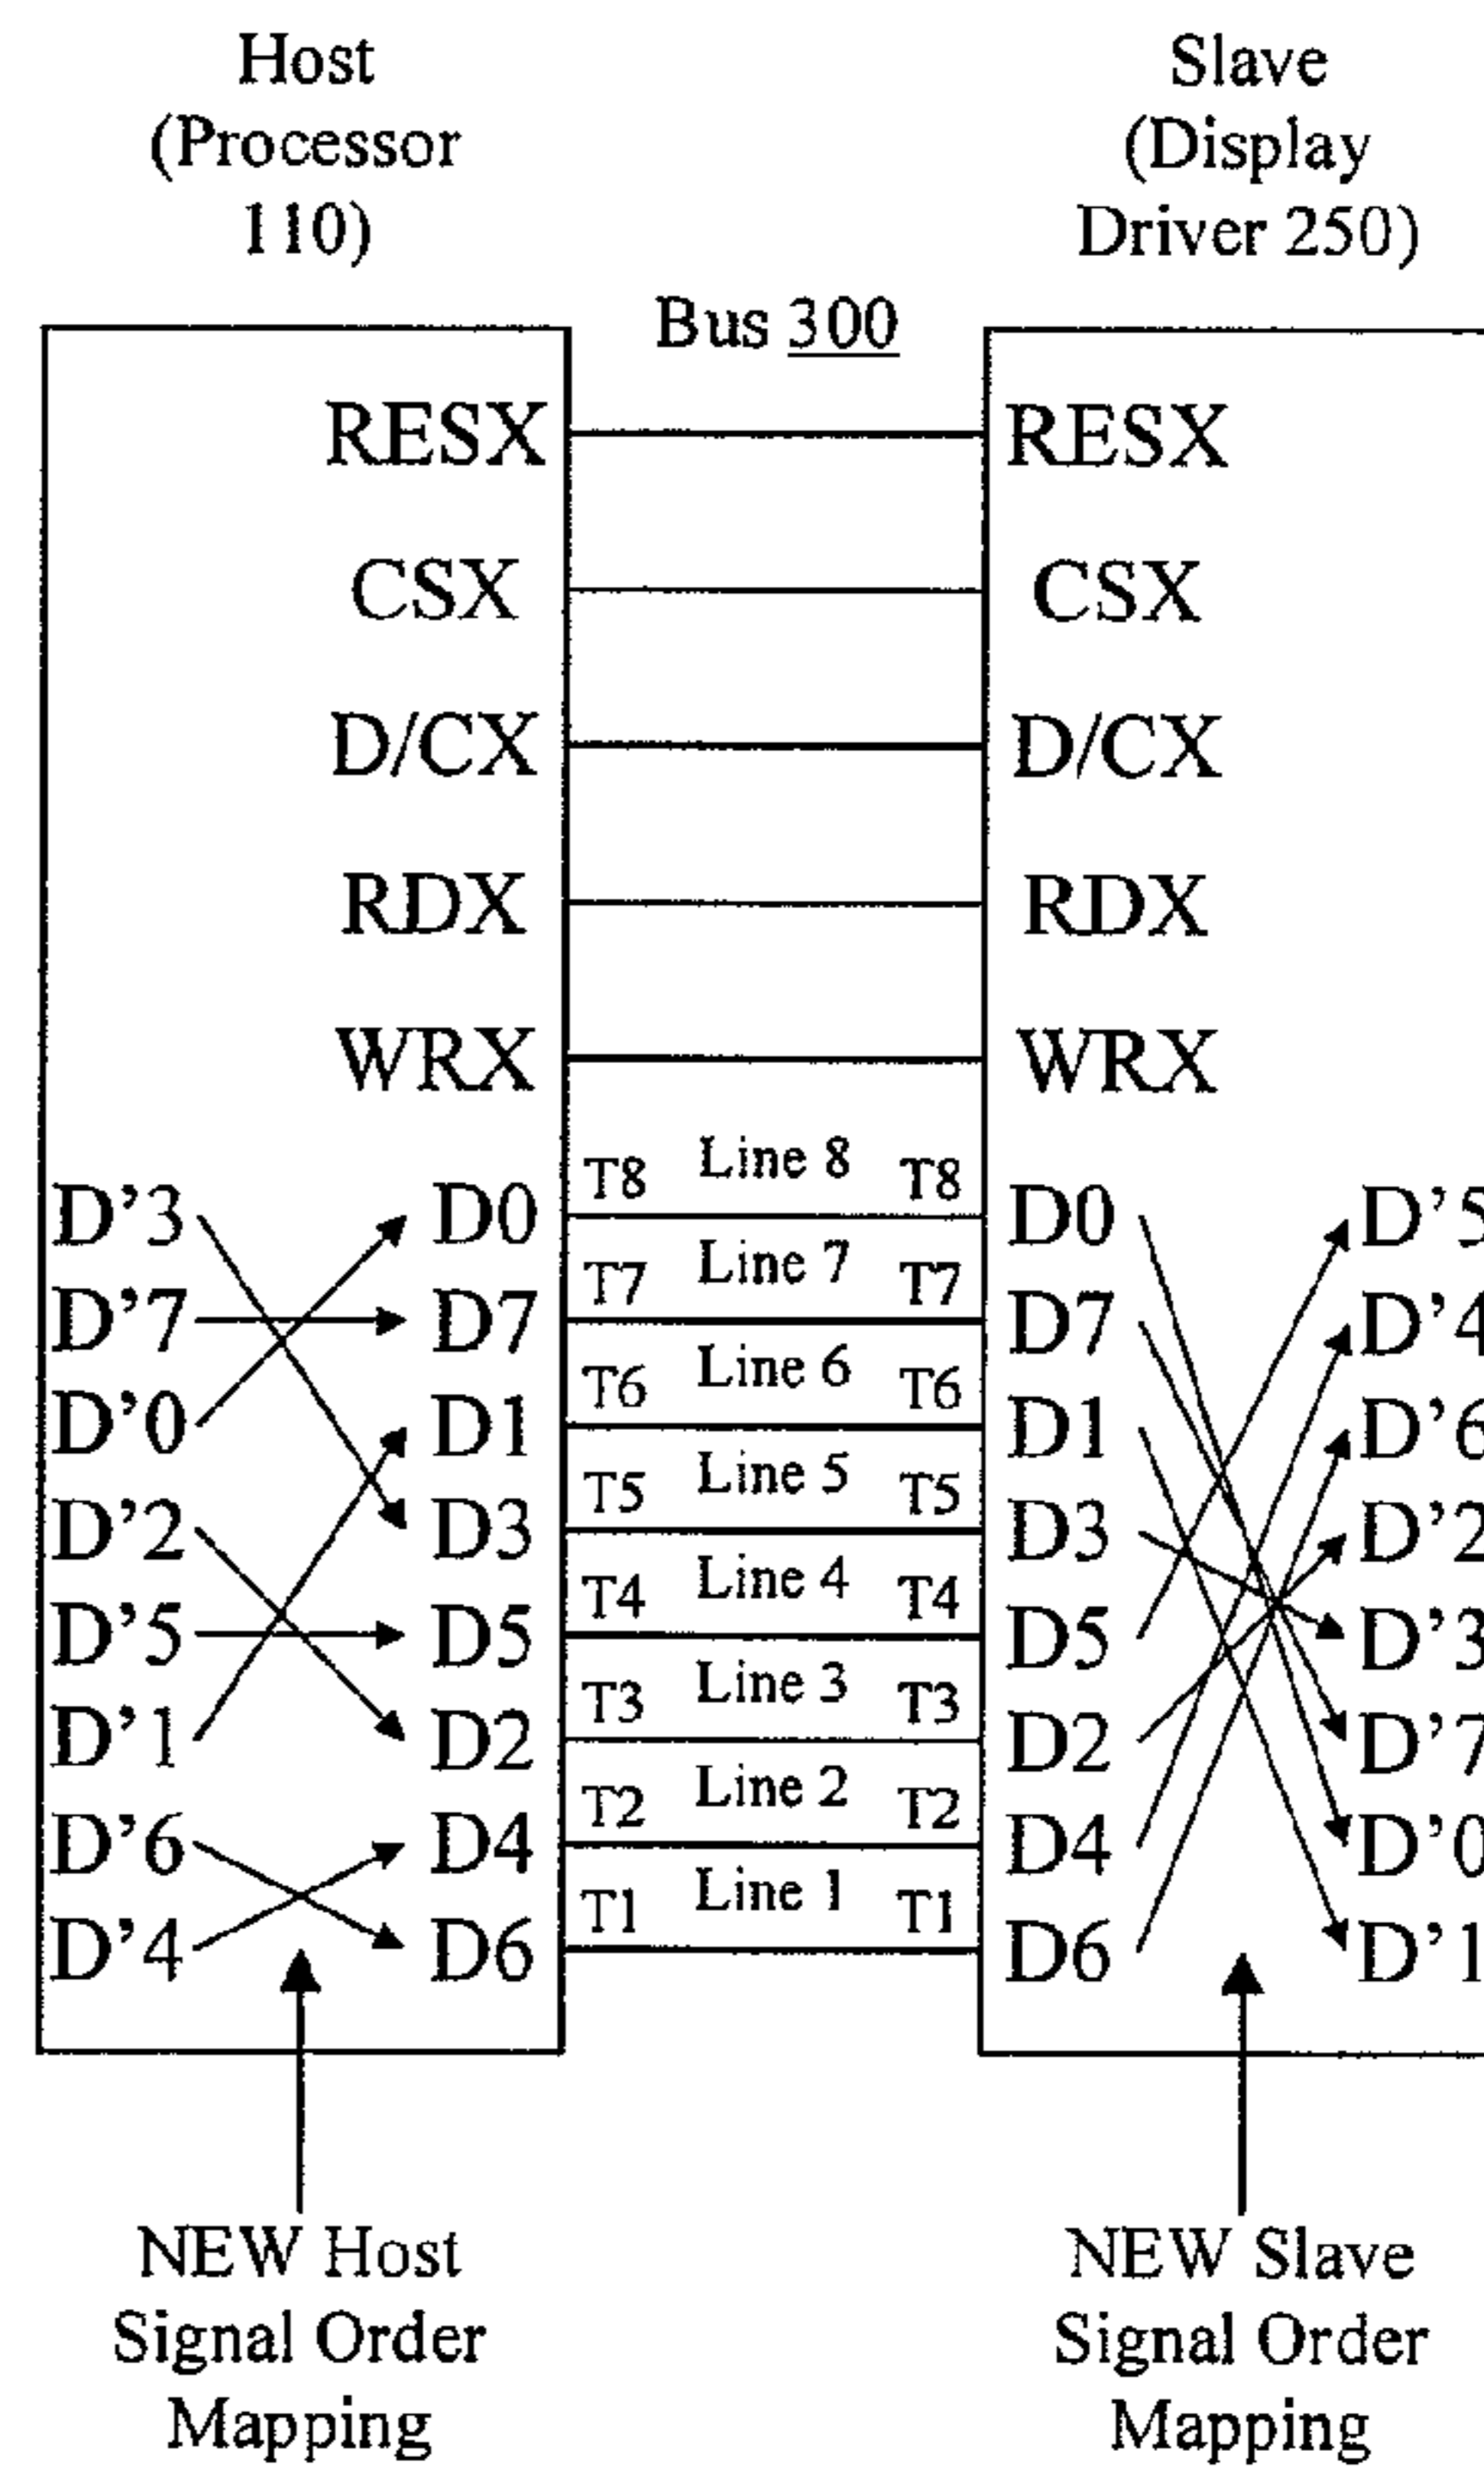 Host
(Processor
110)
Slave
(Display
Driver 250)
Bus 300
RESX RESX
CSX CSX
D/CX D/CX
RDX RDX
WRX WRX
T8 Line 8 T8
D'3 D0 D0 D'5
T7 Line 7 T7
D'7 D7 D7 D'4
T6 Line 6 T6
D'0 D1 D1 D'6
T5 Line 5 T5
D'2 D3 D3 D'2
T4 Line 4 T4
D'5 D5 D5 D'3
T3 Line 3 T3
D'1 D2 D2 D'7
T2 Line 2 T2
D'6 D4 D4 D'0
T1 Line 1 T1
D'4 D6 D6 D'1
NEW Host
Signal Order
Mapping
NEW Slave
Signal Order
Mapping